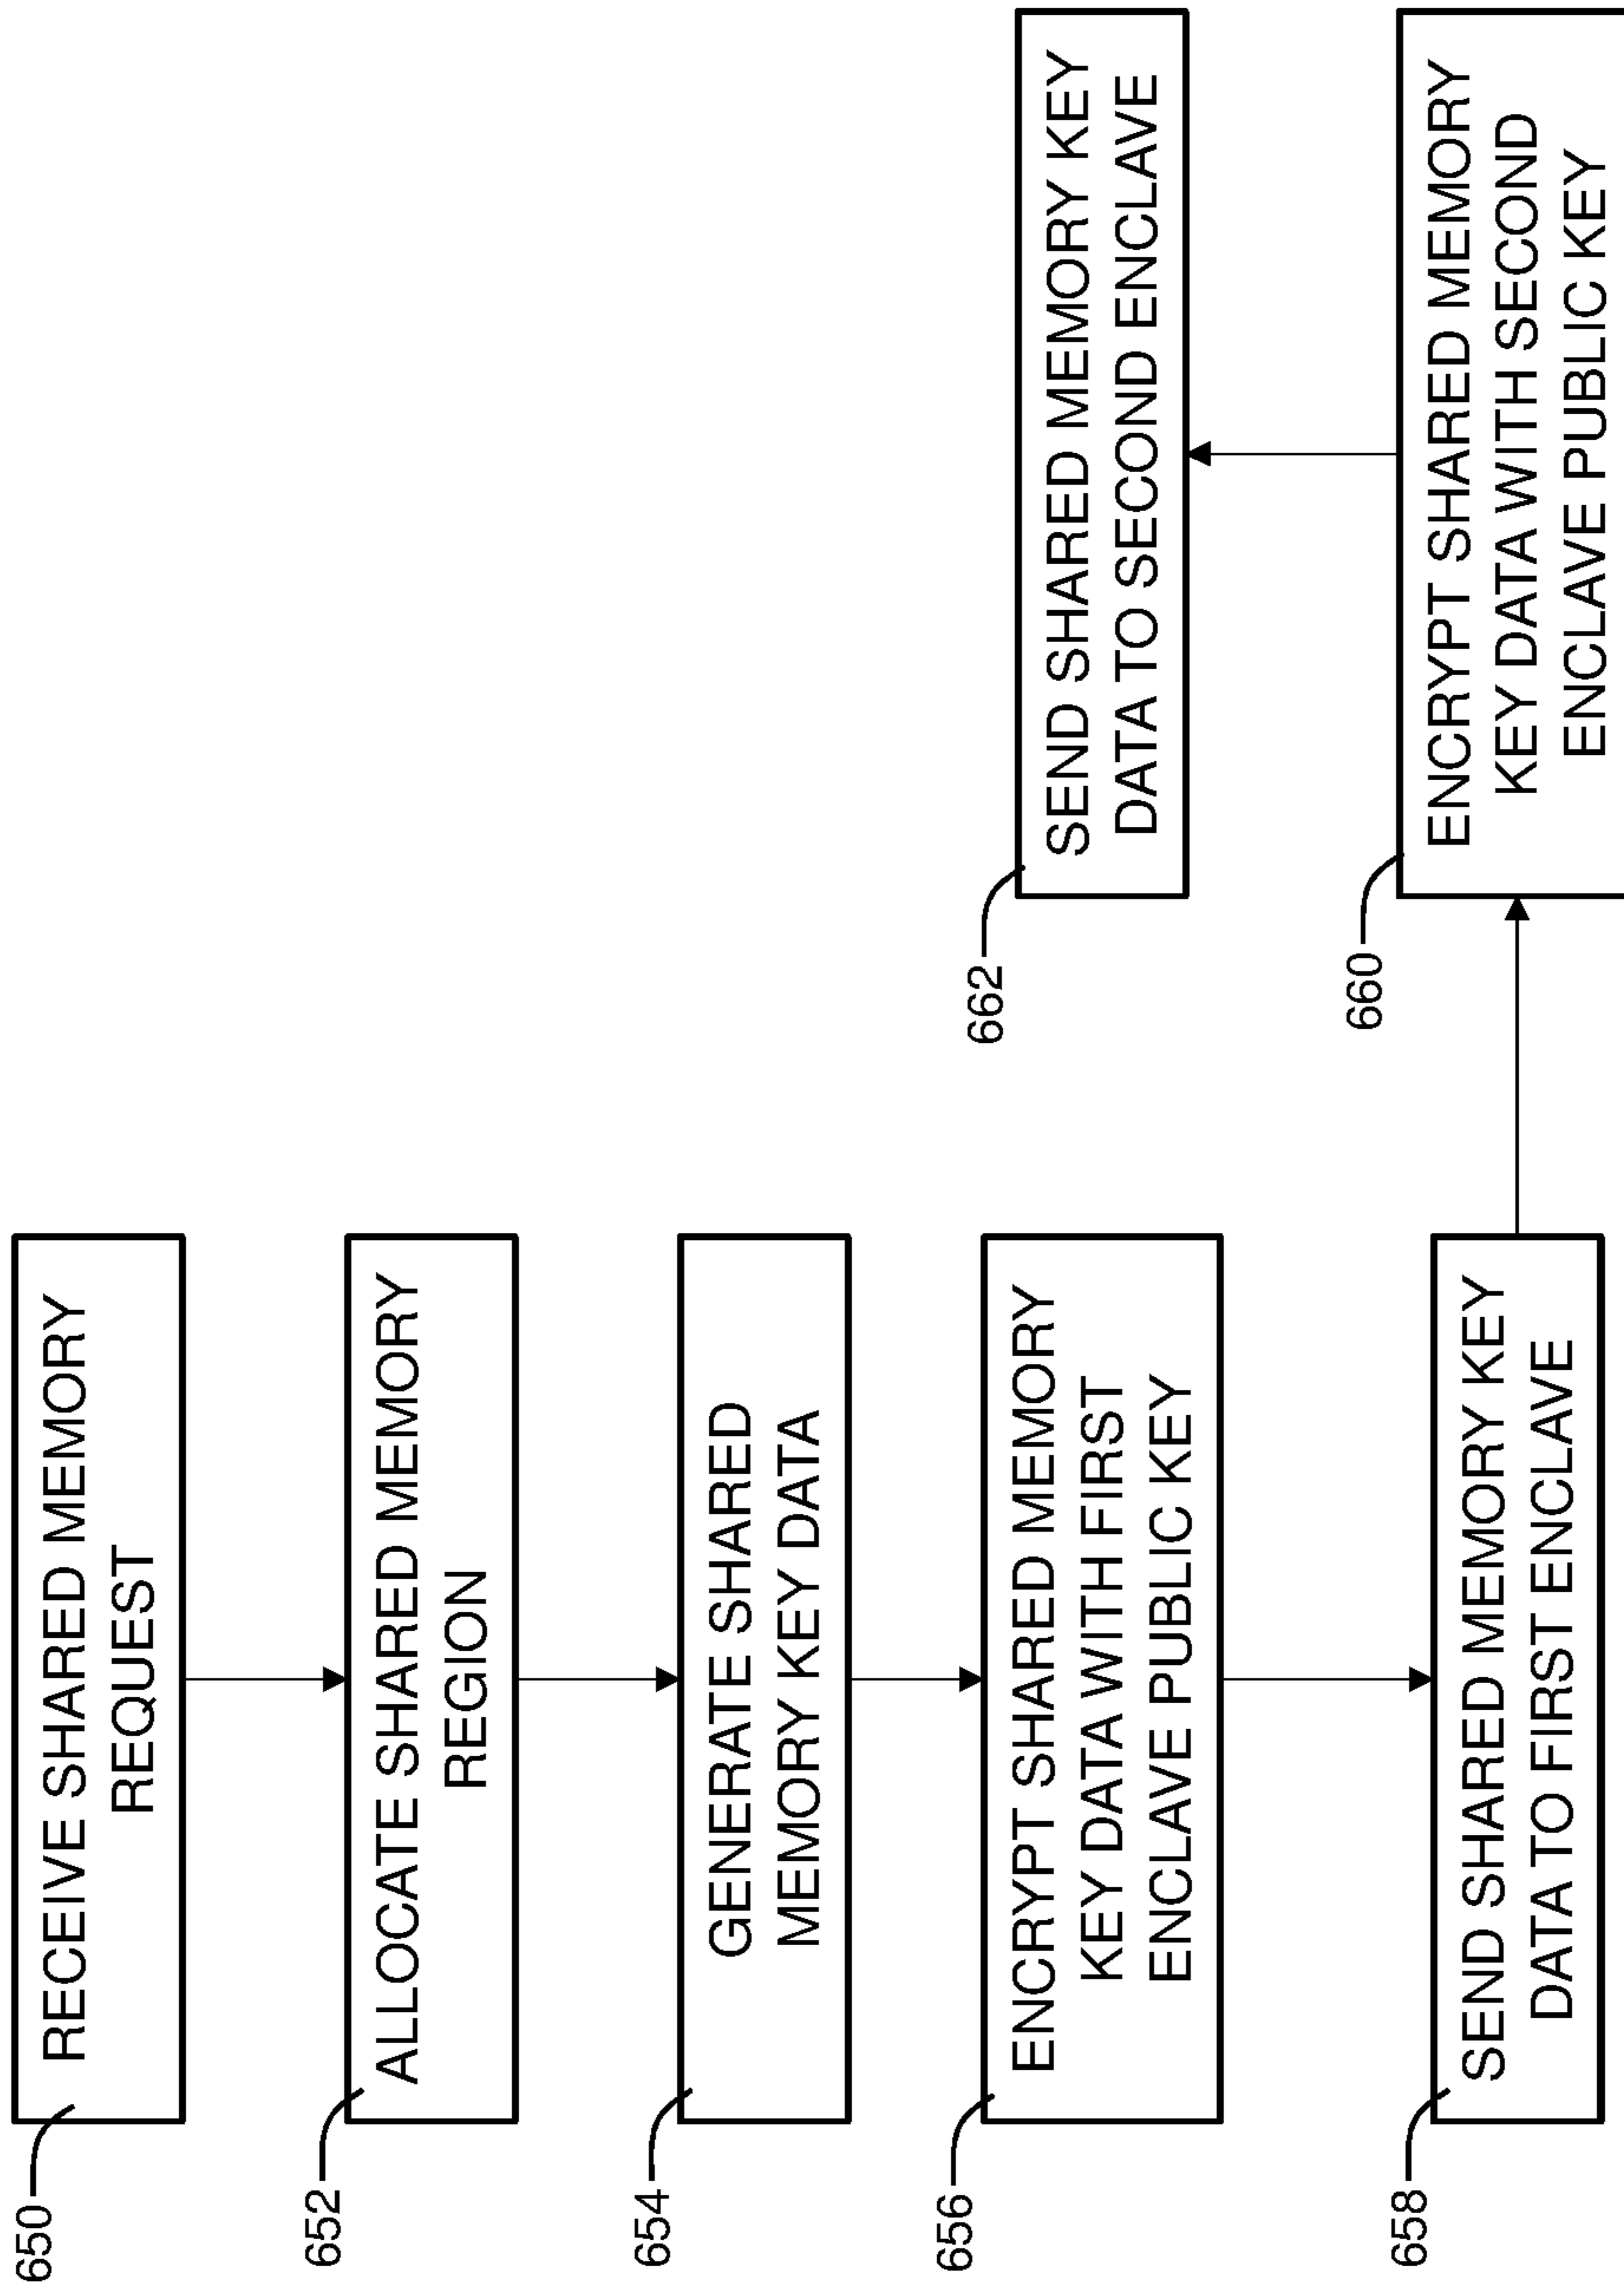 650
RECEIVE SHARED MEMORY
REQUEST
652
ALLOCATE SHARED MEMORY
REGION
654
GENERATE SHARED
MEMORY KEY DATA
656
ENCRYPT SHARED MEMORY
KEY DATA WITH FIRST
ENCLAVE PUBLIC KEY
658
SEND SHARED MEMORY KEY
DATA TO FIRST ENCLAVE
660
ENCRYPT SHARED MEMORY
KEY DATA WITH SECOND
ENCLAVE PUBLIC KEY
662
SEND SHARED MEMORY KEY
DATA TO SECOND ENCLAVE